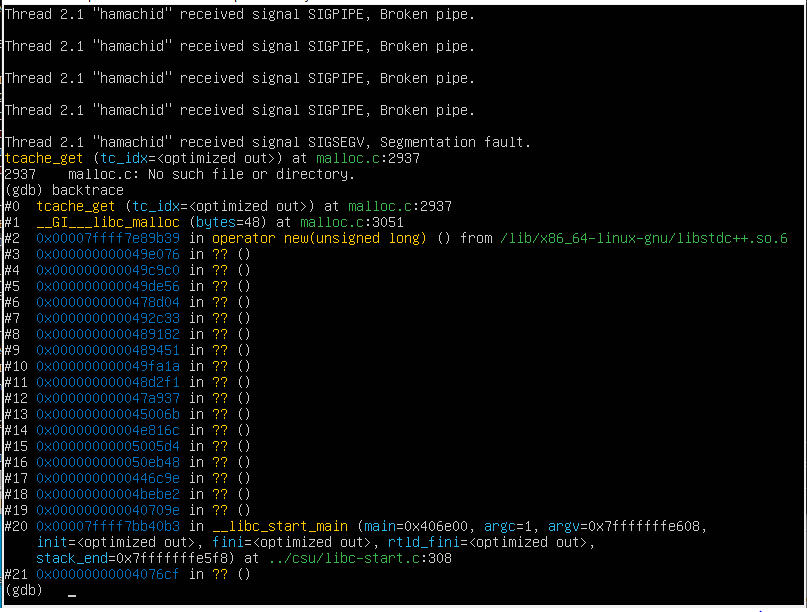 Thread 2.1 "hamachid" received signal SIGPIPE, Broken pipe.
Thread 2.1 "hamachid" received signal SIGPIPE, Broken pipe.
Thread 2.1 "hamachid" received signal SIGPIPE, Broken pipe.
Thread 2.1 "hamachid" received signal SIGPIPE, Broken pipe.
Thread 2.1 "hamachid" received signal SIGSEGV, Segmentation fault.
tcache_get (tc_idx=<optimized out>) at malloc.c:2937
2937    malloc.c: No such file or directory.
(gdb) backtrace
#0  tcache_get (tc_idx=<optimized out>) at malloc.c:2937
#1  __GI___libc_malloc (bytes=48) at malloc.c:3051
#2  0x00007ffff7e89b39 in operator new(unsigned long) () from /lib/x86_64-linux-gnu/libstdc++.so.6
#3  0x000000000049e076 in ?? ()
#4  0x000000000049c9c0 in ?? ()
#5  0x000000000049de56 in ?? ()
#6  0x0000000000478d04 in ?? ()
#7  0x0000000000492c33 in ?? ()
#8  0x0000000000489182 in ?? ()
#9  0x0000000000489451 in ?? ()
#10 0x000000000049fa1a in ?? ()
#11 0x000000000048d2f1 in ?? ()
#12 0x000000000047a937 in ?? ()
#13 0x000000000045006b in ?? ()
#14 0x00000000004e816c in ?? ()
#15 0x00000000005005d4 in ?? ()
#16 0x000000000050eb48 in ?? ()
#17 0x0000000000446c9e in ?? ()
#18 0x00000000004bebe2 in ?? ()
#19 0x000000000040709e in ?? ()
#20 0x00007ffff7bb40b3 in __libc_start_main (main=0x406e00, argc=1, argv=0x7fffffffe608,
    init=<optimized out>, fini=<optimized out>, rtld_fini=<optimized out>,
    stack_end=0x7fffffffe5f8) at ../csu/libc-start.c:308
#21 0x00000000004076cf in ?? ()
(gdb)   _